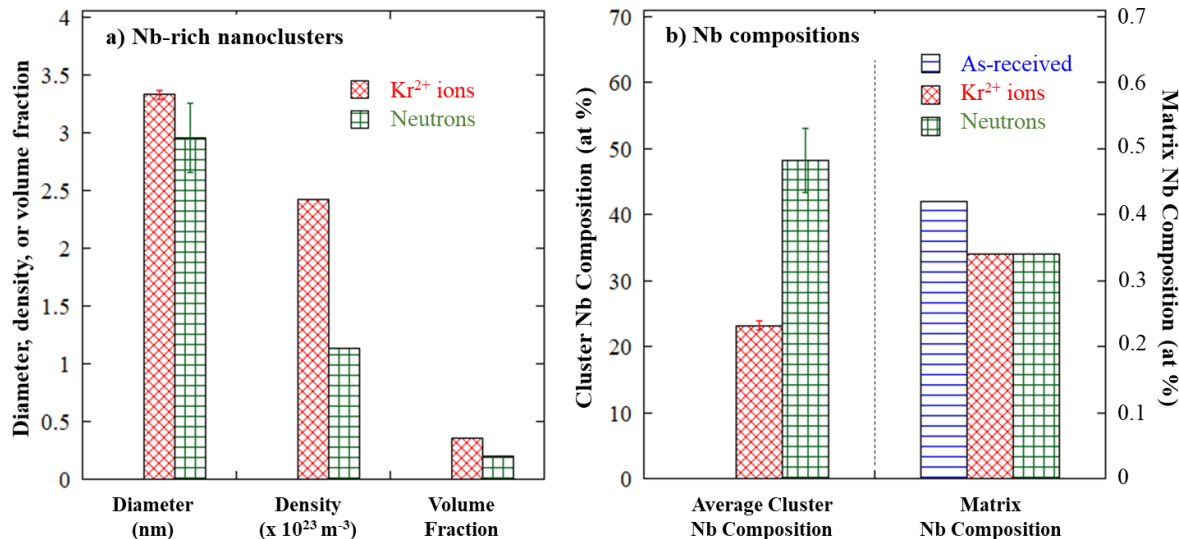 a) Nb-rich nanoclusters
Kr²⁺ ions
Neutrons
Diameter, density, or volume fraction
4
3.5
3
2.5
2
1.5
1
0.5
0
Diameter
(nm)
Density
(x 10²³ m⁻³)
Volume
Fraction
b) Nb compositions
As-received
Kr²⁺ ions
Neutrons
Cluster Nb Composition (at %)
70
60
50
40
30
20
10
0
Matrix Nb Composition (at %)
0.7
0.6
0.5
0.4
0.3
0.2
0.1
0
Average Cluster
Nb Composition
Matrix
Nb Composition